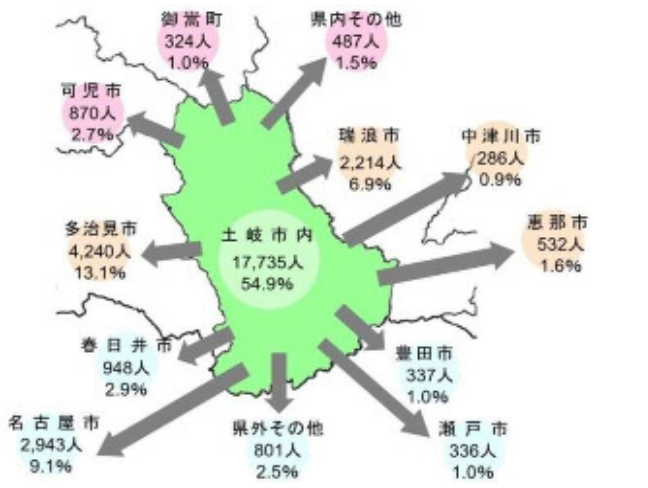 御嵩町
324人
1.0%
県内その他
487人
1.5%
可児市
870人
2.7%
瑞浪市
2,214人
6.9%
中津川市
286人
0.9%
多治見市
4,240人
13.1%
土岐市内
17,735人
54.9%
恵那市
532人
1.6%
春日井市
948人
2.9%
豊田市
337人
1.0%
名古屋市
2,943人
9.1%
県外その他
801人
2.5%
瀬戸市
336人
1.0%